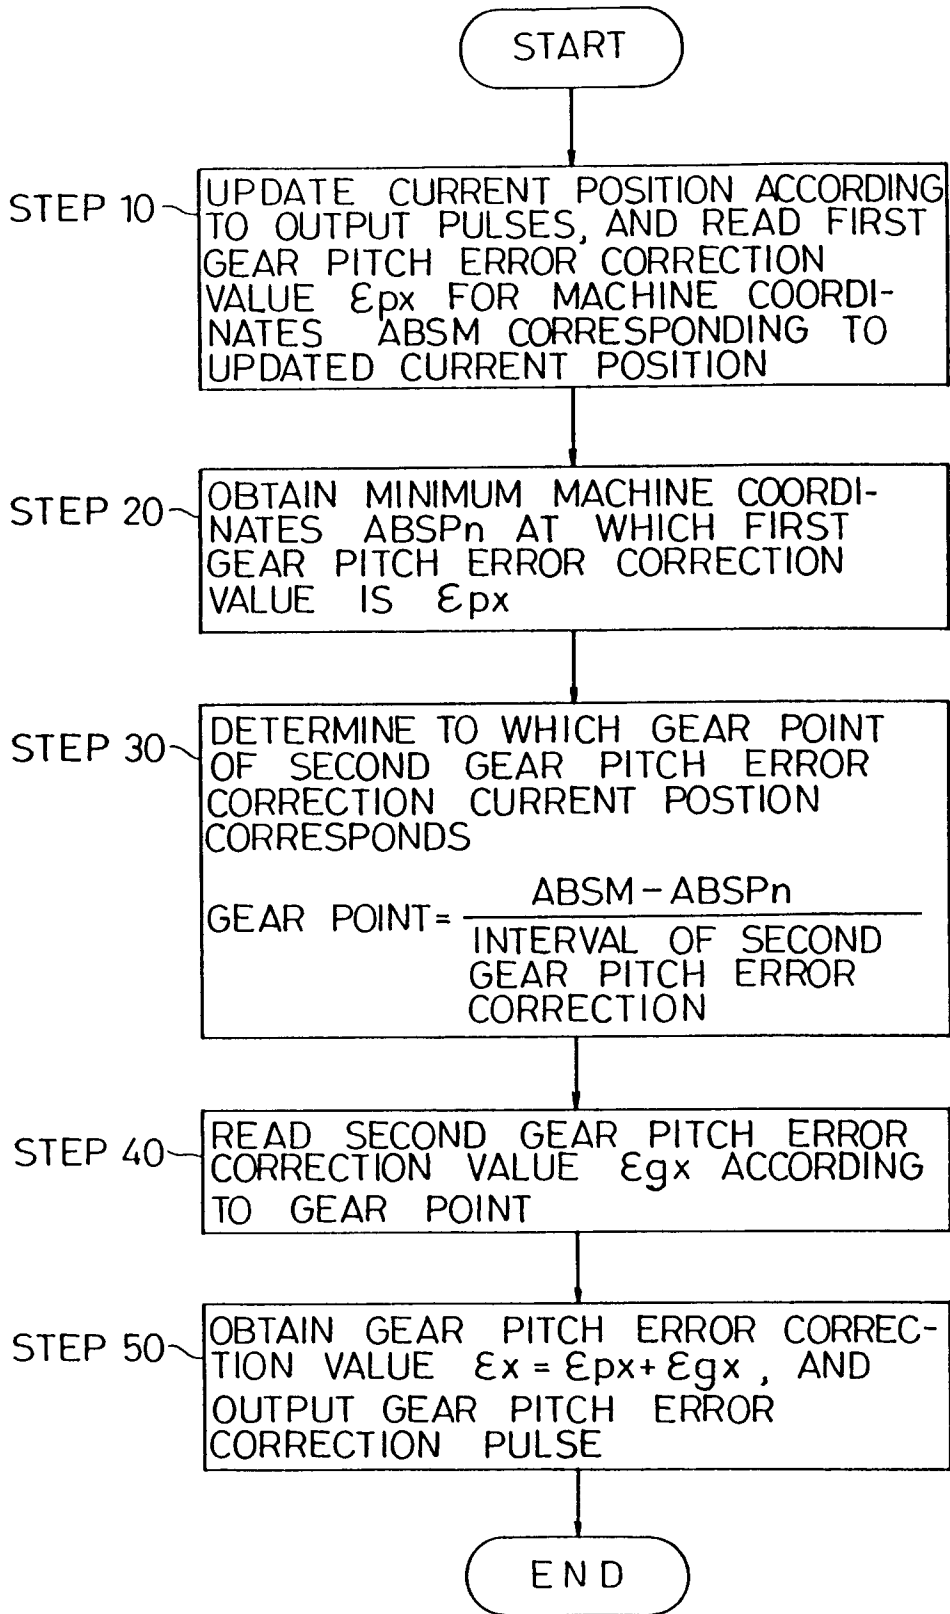 START
STEP 10
UPDATE CURRENT POSITION ACCORDING
TO OUTPUT PULSES, AND READ FIRST
GEAR PITCH ERROR CORRECTION
VALUE εpx FOR MACHINE COORDI-
NATES ABSM CORRESPONDING TO
UPDATED CURRENT POSITION
STEP 20
OBTAIN MINIMUM MACHINE COORDI-
NATES ABSPn AT WHICH FIRST
GEAR PITCH ERROR CORRECTION
VALUE IS εpx
STEP 30
DETERMINE TO WHICH GEAR POINT
OF SECOND GEAR PITCH ERROR
CORRECTION CURRENT POSTION
CORRESPONDS
ABSM - ABSPn
GEAR POINT =
INTERVAL OF SECOND
GEAR PITCH ERROR
CORRECTION
STEP 40
READ SECOND GEAR PITCH ERROR
CORRECTION VALUE εgx ACCORDING
TO GEAR POINT
STEP 50
OBTAIN GEAR PITCH ERROR CORREC-
TION VALUE εx = εpx + εgx , AND
OUTPUT GEAR PITCH ERROR
CORRECTION PULSE
END